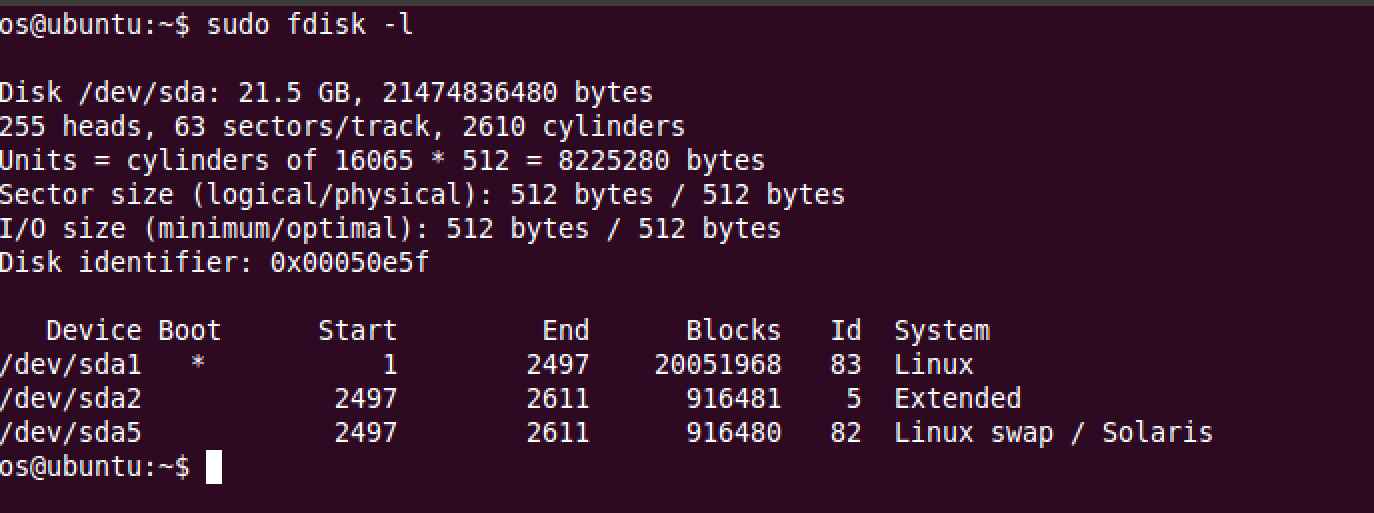 os@ubuntu:~$ sudo fdisk -l
Disk /dev/sda: 21.5 GB, 21474836480 bytes
255 heads, 63 sectors/track, 2610 cylinders
Units = cylinders of 16065 * 512 = 8225280 bytes
Sector size (logical/physical): 512 bytes / 512 bytes
I/O size (minimum/optimal): 512 bytes / 512 bytes
Disk identifier: 0x00050e5f
   Device Boot      Start         End      Blocks   Id  System
/dev/sda1   *           1        2497    20051968   83  Linux
/dev/sda2            2497        2611      916481    5  Extended
/dev/sda5            2497        2611      916480   82  Linux swap / Solaris
os@ubuntu:~$